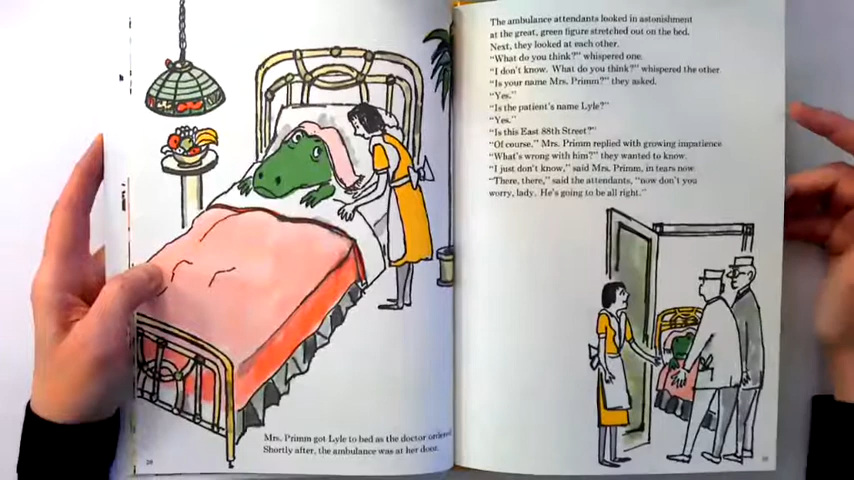 Mrs. Primm got Lyle to bed as the doctor ordered.
Shortly after, the ambulance was at her door.
The ambulance attendants looked in astonishment
at the great, green figure stretched out on the bed.
Next, they looked at each other.
"What do you think?" whispered one.
"I don't know. What do you think?" whispered the other.
"Is your name Mrs. Primm?" they asked.
"Yes."
"Is the patient's name Lyle?"
"Yes."
"Is this East 88th Street?"
"Of course," Mrs. Primm replied with growing impatience
"What's wrong with him?" they wanted to know.
"I just don't know," said Mrs. Primm, in tears now.
"There, there," said the attendants, "now don't you
worry, lady. He's going to be all right."